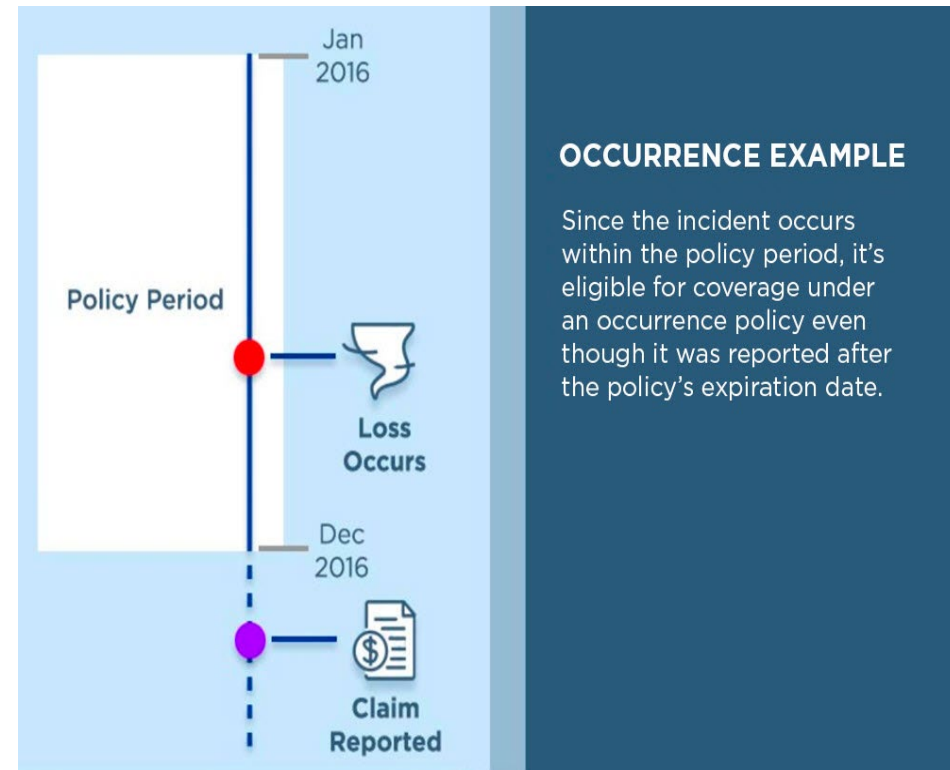 Jan
2016
Policy Period
Loss
Occurs
Dec
2016
$
Claim
Reported
OCCURRENCE EXAMPLE
Since the incident occurs
within the policy period, it’s
eligible for coverage under
an occurrence policy even
though it was reported after
the policy’s expiration date.